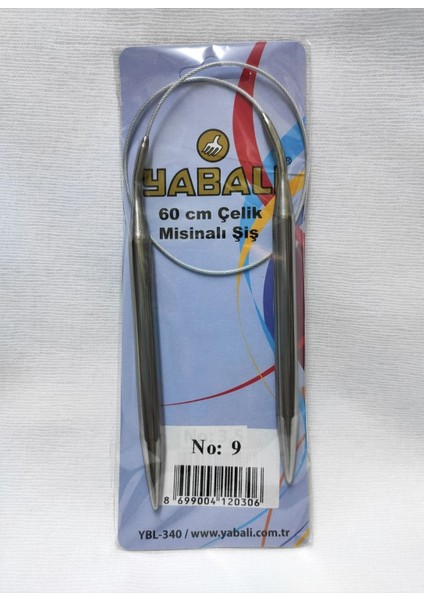 YABALI®
60 cm Çelik
Misinalı Şiş
No: 9
8 699004 120306
YBL-340 / www.yabali.com.tr